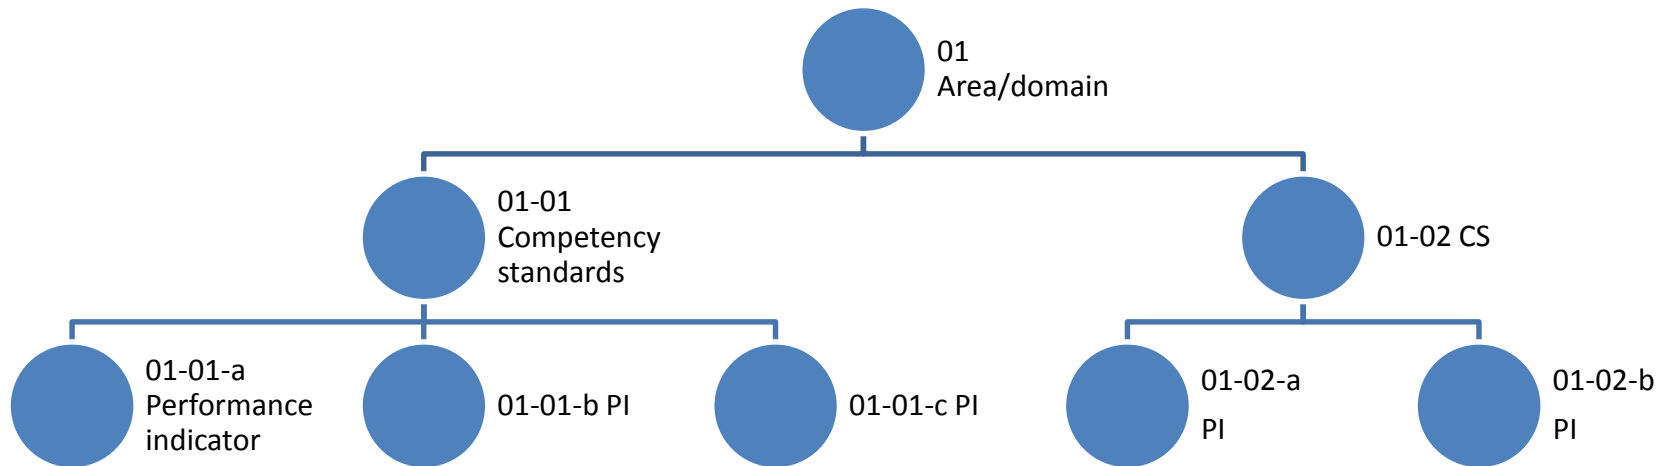 01
Area/domain
01-01
Competency
standards
01-02 CS
01-01-a
Performance
indicator
01-01-b PI
01-01-c PI
01-02-a
PI
01-02-b
PI